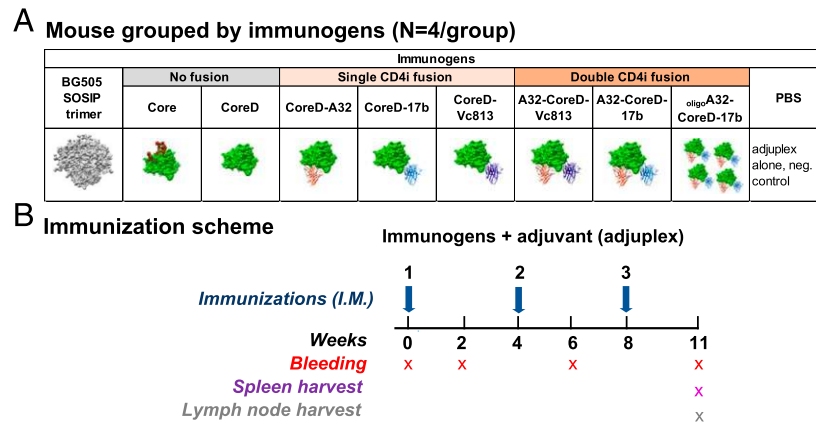 A Mouse grouped by immunogens (N=4/group)
Immunogens
BG505 SOSIP trimer
No fusion
Single CD4i fusion
Double CD4i fusion
PBS
Core
CoreD
CoreD-A32
CoreD-17b
CoreD-Vc813
A32-CoreD-Vc813
A32-CoreD-17b
oligoA32-CoreD-17b
adjuplex alone, neg. control
B Immunization scheme
Immunogens + adjuvant (adjuplex)
1 2 3
Immunizations (I.M.)
Weeks 0 2 4 6 8 11
Bleeding x x x x
Spleen harvest x
Lymph node harvest x